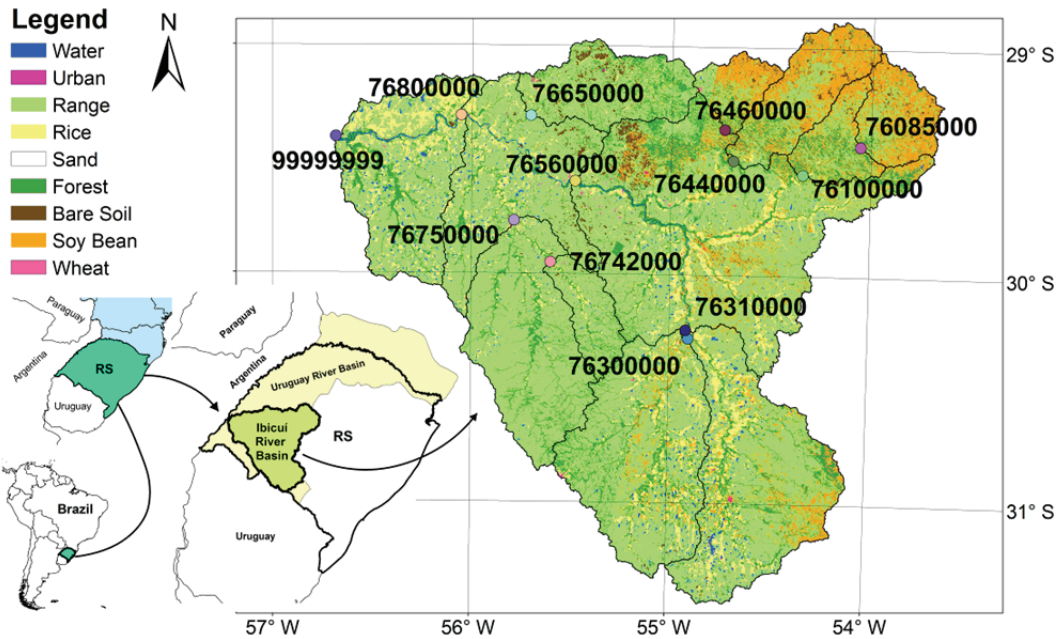 Legend
Water
Urban
Range
Rice
Sand
Forest
Bare Soil
Soy Bean
Wheat
N
76800000
76650000
76460000
76085000
99999999
76560000
76440000
76100000
76750000
76742000
76310000
76300000
29° S
30° S
31° S
57° W
56° W
55° W
54° W
Paraguay
Argentina
RS
Uruguay
Brazil
Paraguay
Argentina
Uruguay River Basin
Ibicuí
River
Basin
RS
Uruguay